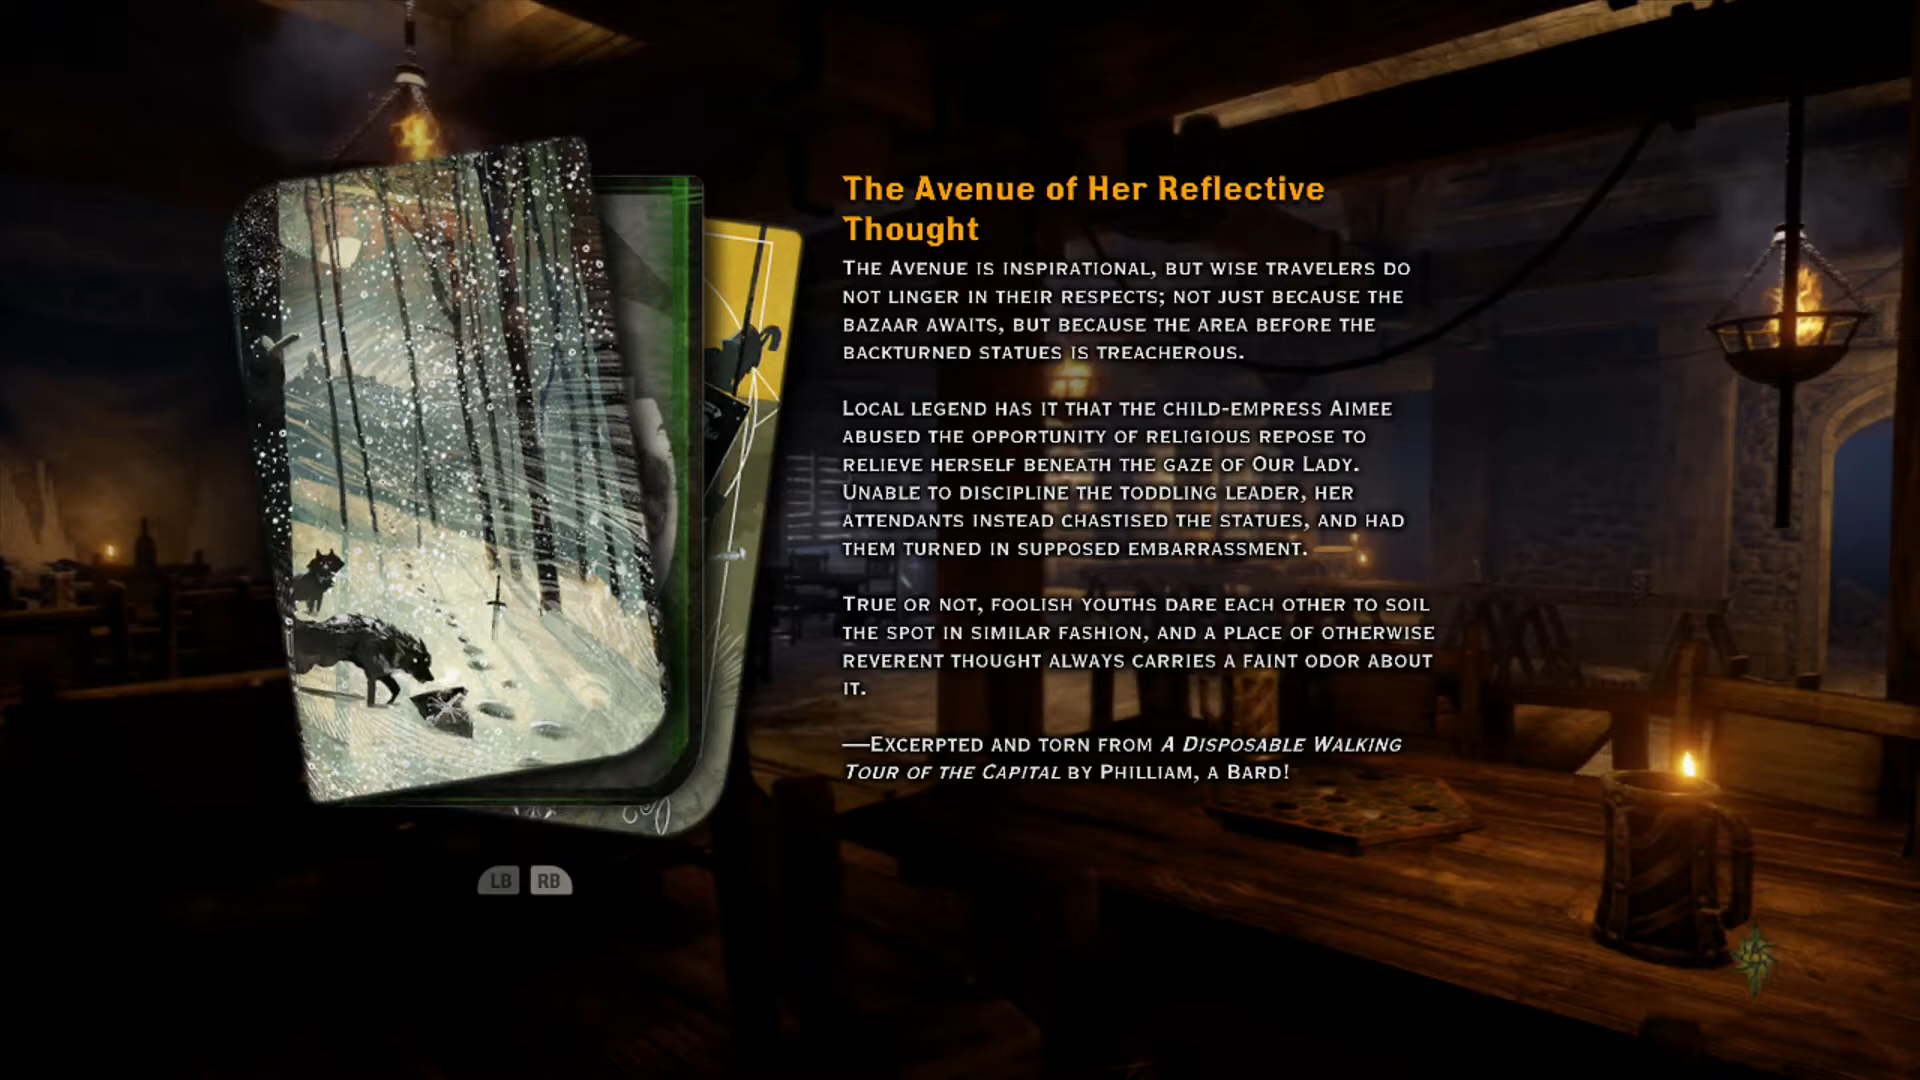 The Avenue of Her Reflective
Thought
The Avenue is inspirational, but wise travelers do
not linger in their respects; not just because the
bazaar awaits, but because the area before the
backturned statues is treacherous.
Local legend has it that the child-empress Aimee
abused the opportunity of religious repose to
relieve herself beneath the gaze of Our Lady.
Unable to discipline the toddling leader, her
attendants instead chastised the statues, and had
them turned in supposed embarrassment.
True or not, foolish youths dare each other to soil
the spot in similar fashion, and a place of otherwise
reverent thought always carries a faint odor about
it.
—Excerpted and torn from A Disposable Walking
Tour of the Capital by Philliam, a Bard!
LB RB